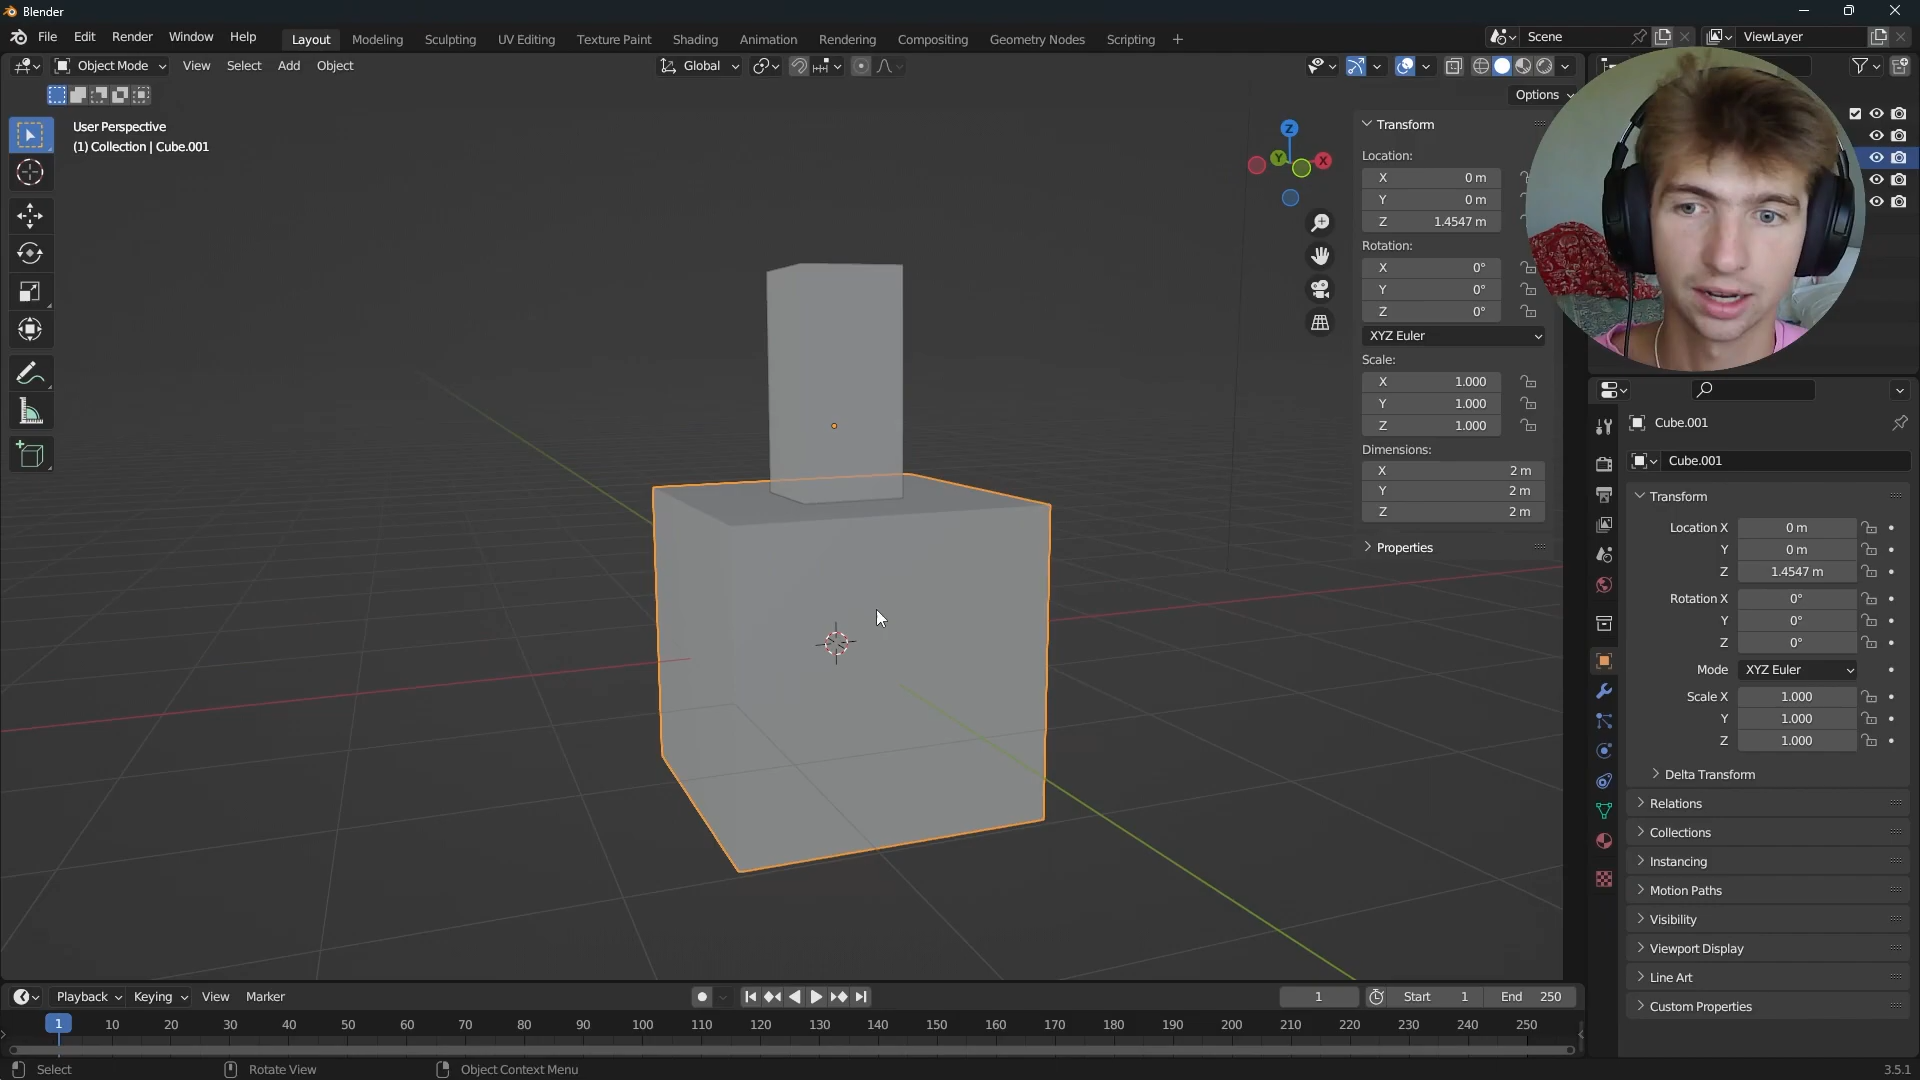 Blender
File Edit Render Window Help Layout Modeling Sculpting UV Editing Texture Paint Shading Animation Rendering Compositing Geometry Nodes Scripting + Scene ViewLayer
Object Mode View Select Add Object Global
Options
User Perspective
(1) Collection | Cube.001
Z
Y
X
Transform
Location:
X 0 m
Y 0 m
Z 1.4547 m
Rotation:
X 0°
Y 0°
Z 0°
XYZ Euler
Scale:
X 1.000
Y 1.000
Z 1.000
Dimensions:
X 2 m
Y 2 m
Z 2 m
Properties
Cube.001
Cube.001
Transform
Location X 0 m
Y 0 m
Z 1.4547 m
Rotation X 0°
Y 0°
Z 0°
Mode XYZ Euler
Scale X 1.000
Y 1.000
Z 1.000
Delta Transform
Relations
Collections
Instancing
Motion Paths
Visibility
Viewport Display
Line Art
Custom Properties
Playback Keying View Marker 1 Start 1 End 250
1 10 20 30 40 50 60 70 80 90 100 110 120 130 140 150 160 170 180 190 200 210 220 230 240 250
Select Rotate View Object Context Menu 3.5.1